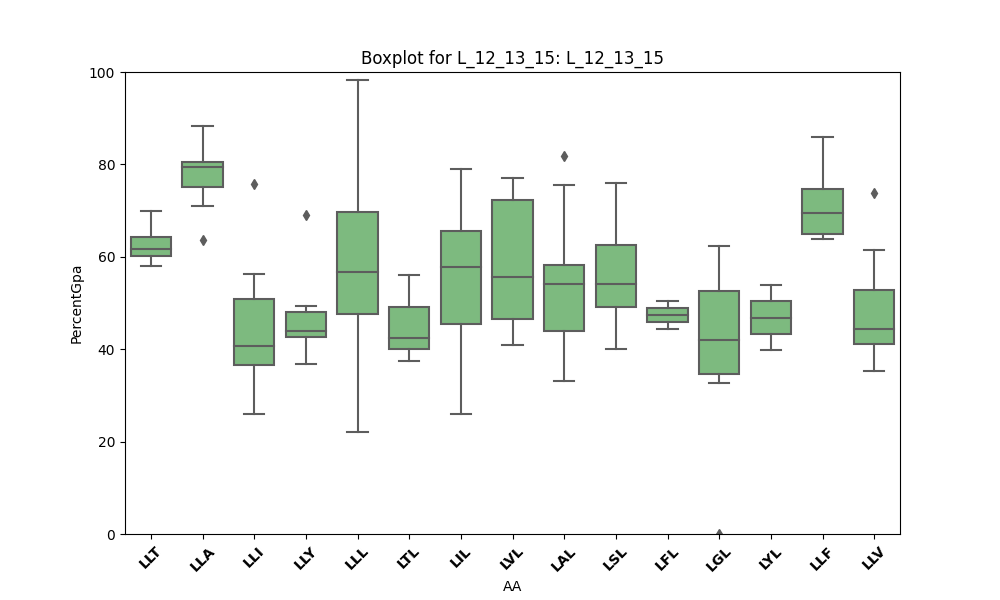 Boxplot for L_12_13_15: L_12_13_15
PercentGpa
100
80
60
40
20
0
LLT LLA LLI LLY LLL LTL LIL LVL LAL LSL LFL LGL LYL LLF LLV
AA